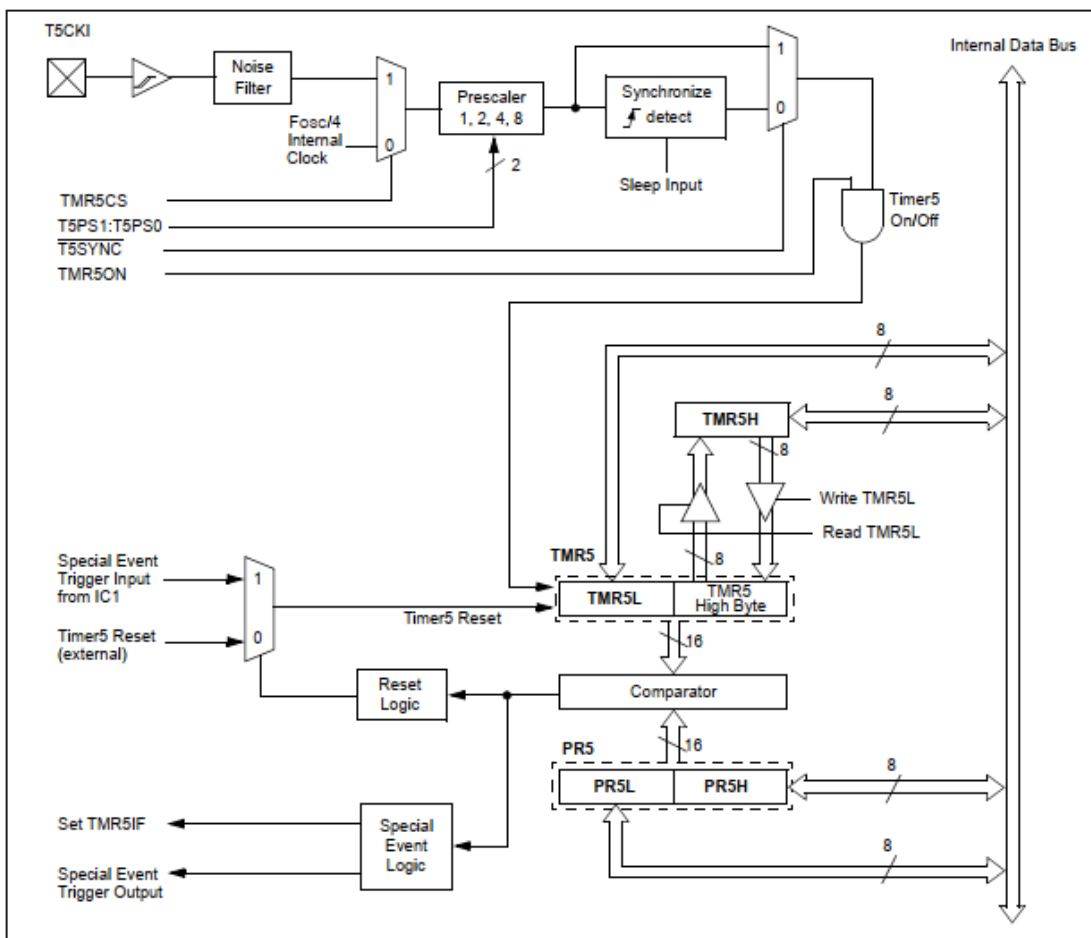 T5CKI
Internal Data Bus
Noise
Filter
1
0
Fosc/4
Internal
Clock
Prescaler
1, 2, 4, 8
2
Synchronize
detect
Sleep Input
1
0
TMR5CS
T5PS1:T5PS0
T5SYNC
TMR5ON
Timer5
On/Off
8
TMR5H
8
8
Write TMR5L
Read TMR5L
8
TMR5
TMR5L
TMR5
High Byte
Special Event
Trigger Input
from IC1
1
Timer5 Reset
Timer5 Reset
(external)
0
16
Reset
Logic
Comparator
16
PR5
PR5L
PR5H
8
Set TMR5IF
Special
Event
Logic
Special Event
Trigger Output
8